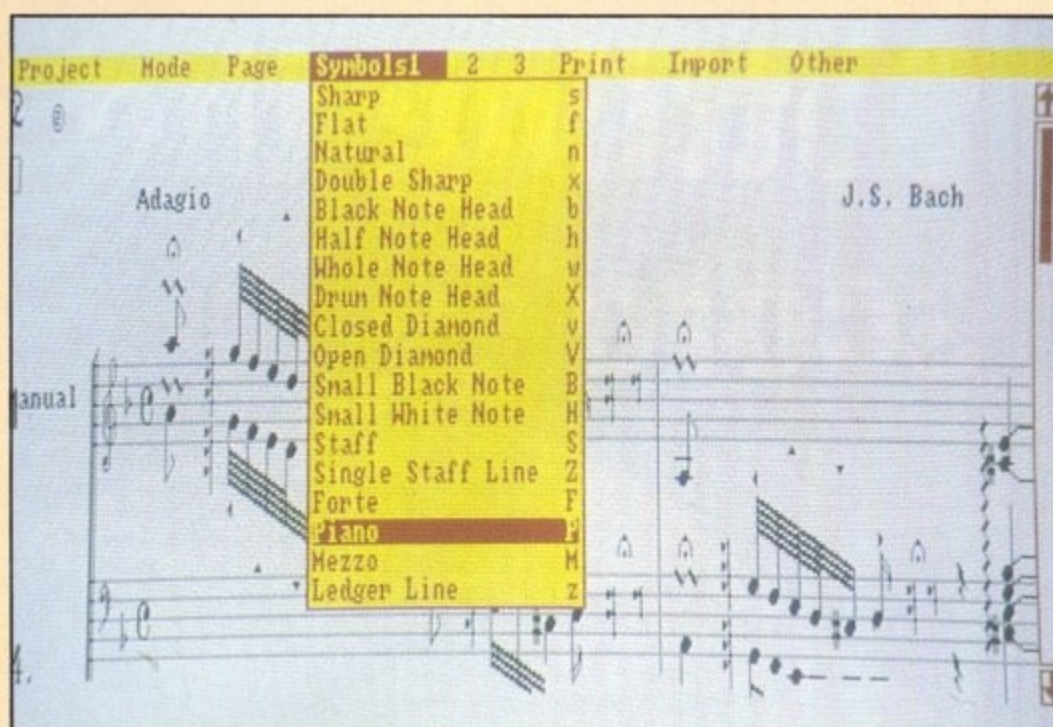 Project Mode Page Symbols1 2 3 Print Import Other
Sharp s
Flat f
Natural n
Double Sharp x
Adagio
J.S. Bach
Black Note Head b
Half Note Head h
Whole Note Head w
Drum Note Head X
Closed Diamond v
Open Diamond V
Small Black Note B
anual
Small White Note H
Staff S
Single Staff Line Z
Forte F
Piano P
Mezzo M
Ledger Line z
4.